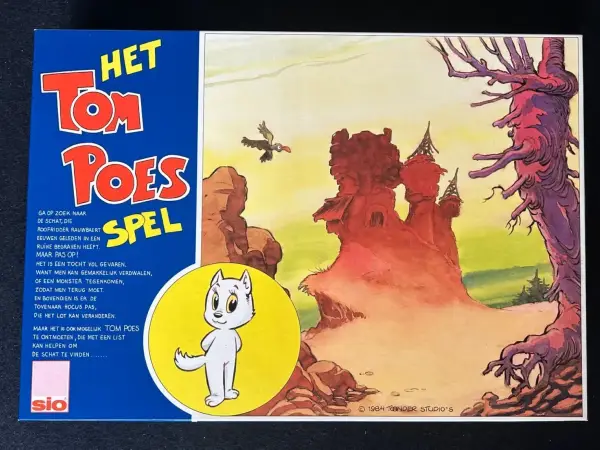 HET
TOM
POES
SPEL
GA OP ZOEK NAAR
DE SCHAT, DIE
ROOFRIDDER RAUWBAERT
EEUWEN GELEDEN IN EEN
RUÏNE BEGRAVEN HEEFT.
MAAR PAS OP!
HET IS EEN TOCHT VOL GEVAREN,
WANT MEN KAN GEMAKKELIJK VERDWALEN,
OF EEN MONSTER TEGENKOMEN,
ZODAT MEN TERUG MOET.
EN BOVENDIEN IS ER DE
TOVENAAR HOCUS PAS,
DIE HET LOT KAN VERANDEREN.
MAAR HET IS OOK MOGELIJK TOM POES
TE ONTMOETEN, DIE MET EEN LIST
KAN HELPEN OM
DE SCHAT TE VINDEN.......
sio
© 1984 TOONDER STUDIO'S